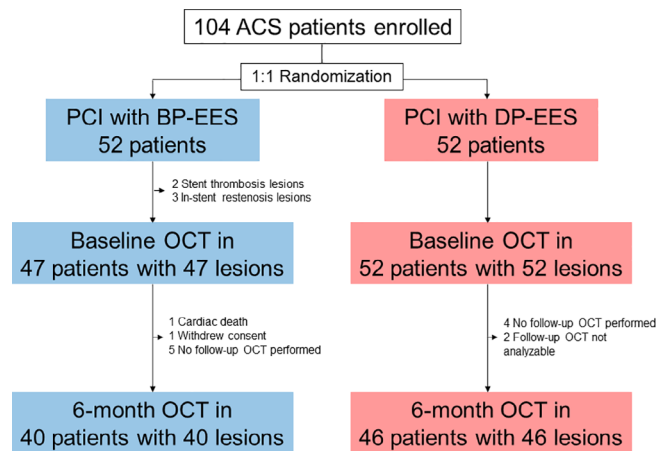 104 ACS patients enrolled
1:1 Randomization
PCI with BP-EES
52 patients
PCI with DP-EES
52 patients
2 Stent thrombosis lesions
3 In-stent restenosis lesions
Baseline OCT in
47 patients with 47 lesions
Baseline OCT in
52 patients with 52 lesions
1 Cardiac death
1 Withdrew consent
5 No follow-up OCT performed
4 No follow-up OCT performed
2 Follow-up OCT not
analyzable
6-month OCT in
40 patients with 40 lesions
6-month OCT in
46 patients with 46 lesions